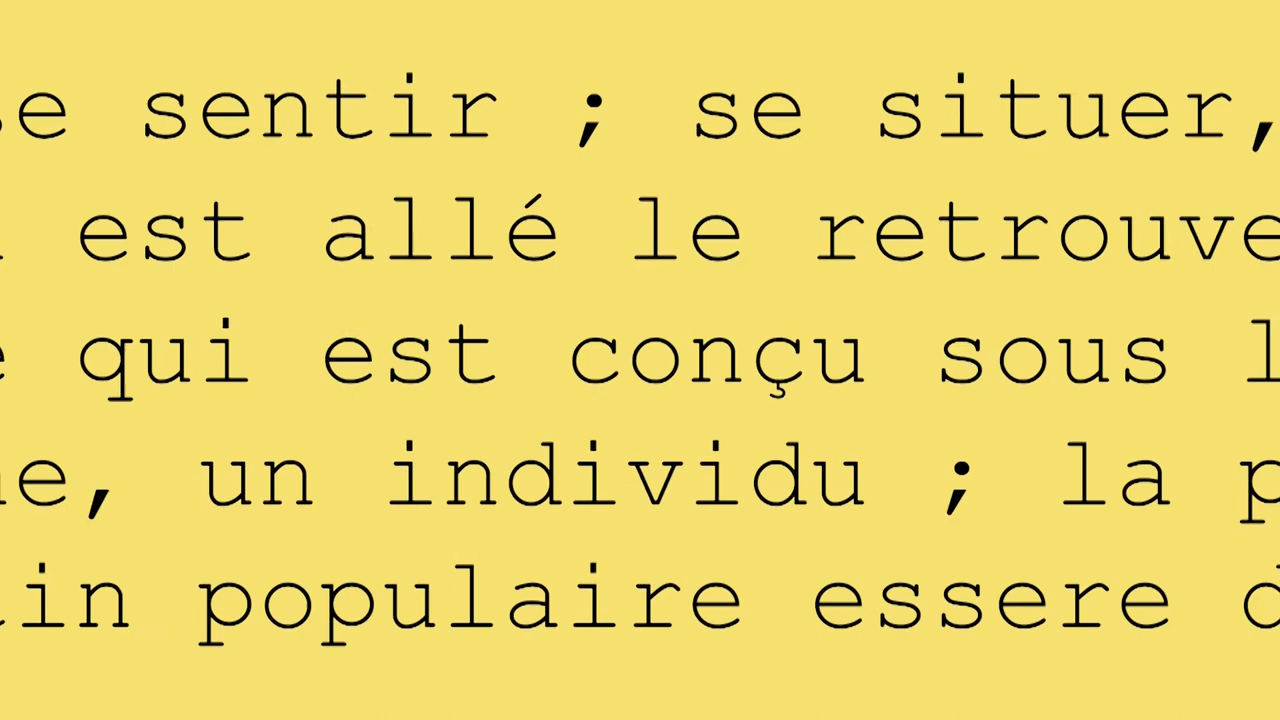 se sentir ; se situer,
est allé le retrouve
qui est conçu sous l
e, un individu ; la p
in populaire essere d